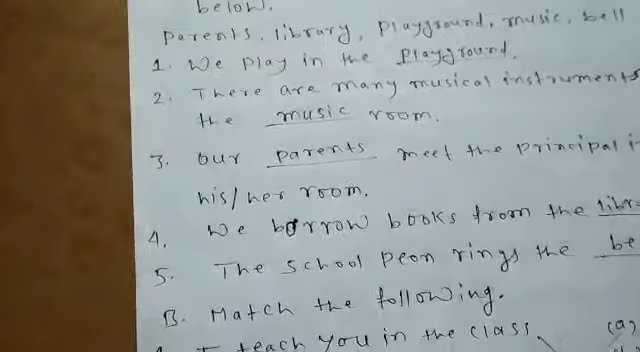 below.
parents, library, playground, music, bell
1. We play in the playground.
2. There are many musical instruments
the music room.
3. Our parents meet the principal
his/her room.
4. We borrow books from the
5. The school peon rings the
B. Match the following.
I teach you in the class (a)